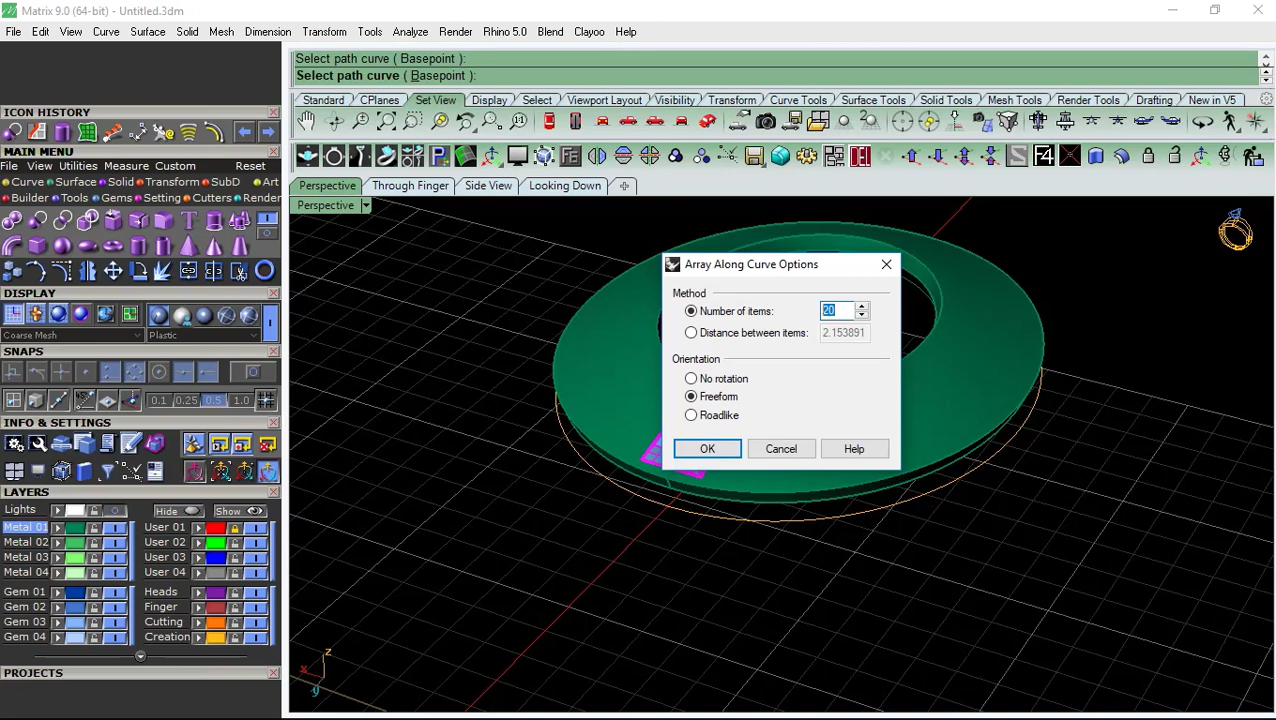 Matrix 9.0 (64-bit) - Untitled.3dm
File Edit View Curve Surface Solid Mesh Dimension Transform Tools Analyze Render Rhino 5.0 Blend Clayoo Help
Select path curve ( Basepoint ):
Select path curve ( Basepoint ):
Standard CPlanes Set View Display Select Viewport Layout Visibility Transform Curve Tools Surface Tools Solid Tools Mesh Tools Render Tools Drafting New in V5
ICON HISTORY
MAIN MENU
File View Utilities Measure Custom Reset
Curve Surface Solid Transform SubD Art
Builder Tools Gems Setting Cutters Render
Perspective Through Finger Side View Looking Down
Perspective
DISPLAY
Coarse Mesh Plastic
SNAPS
0.1 0.25 0.5 1.0
INFO & SETTINGS
LAYERS
Lights Hide Show
Metal 01 User 01
Metal 02 User 02
Metal 03 User 03
Metal 04 User 04
Gem 01 Heads
Gem 02 Finger
Gem 03 Cutting
Gem 04 Creation
PROJECTS
Array Along Curve Options
Method
Number of items: 20
Distance between items: 2.153891
Orientation
No rotation
Freeform
Roadlike
OK Cancel Help
z
x
y